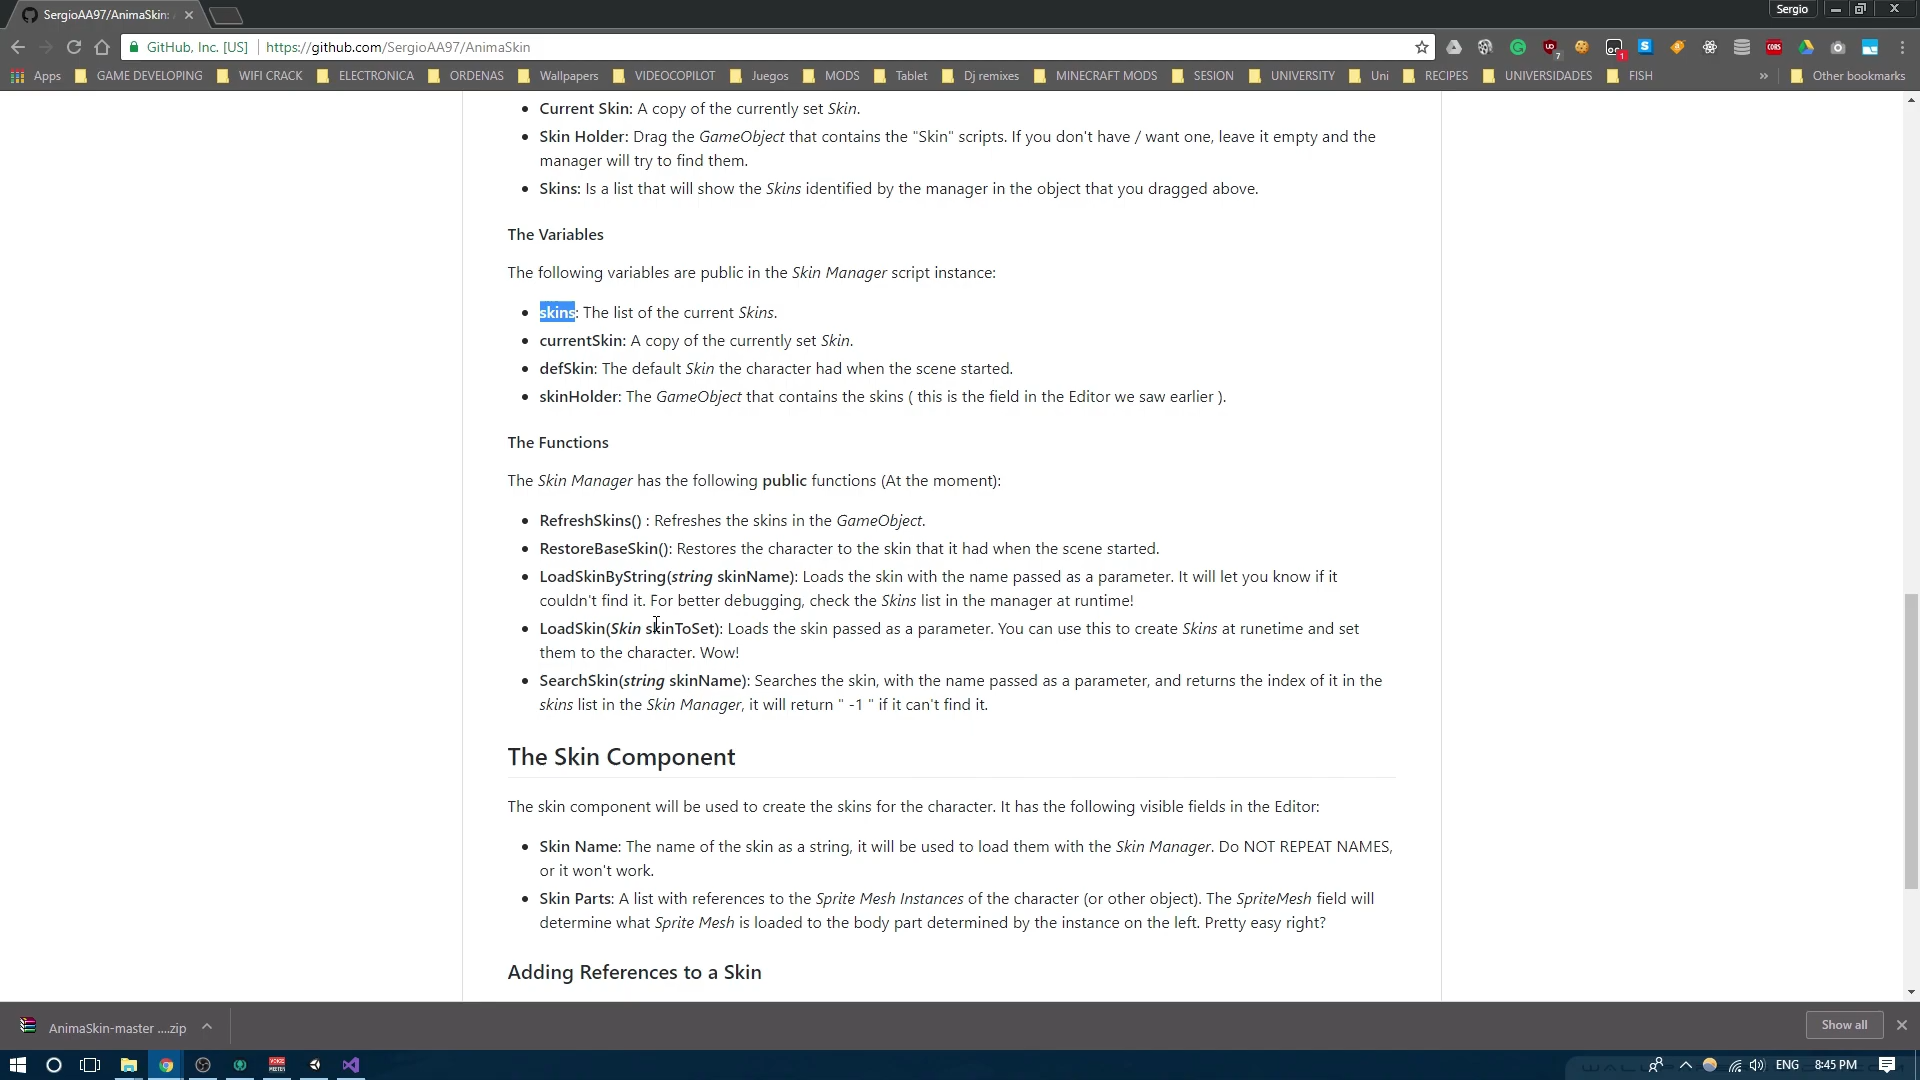 SergioAA97/AnimaSkin:
Sergio
GitHub, Inc. [US]
https://github.com/SergioAA97/AnimaSkin
Apps
GAME DEVELOPING
WIFI CRACK
ELECTRONICA
ORDENAS
Wallpapers
VIDEOCOPILOT
Juegos
MODS
Tablet
Dj remixes
MINECRAFT MODS
SESION
UNIVERSITY
Uni
RECIPES
UNIVERSIDADES
FISH
»
Other bookmarks
• Current Skin: A copy of the currently set Skin.
• Skin Holder: Drag the GameObject that contains the "Skin" scripts. If you don't have / want one, leave it empty and the
manager will try to find them.
• Skins: Is a list that will show the Skins identified by the manager in the object that you dragged above.
The Variables
The following variables are public in the Skin Manager script instance:
• skins: The list of the current Skins.
• currentSkin: A copy of the currently set Skin.
• defSkin: The default Skin the character had when the scene started.
• skinHolder: The GameObject that contains the skins ( this is the field in the Editor we saw earlier ).
The Functions
The Skin Manager has the following public functions (At the moment):
• RefreshSkins() : Refreshes the skins in the GameObject.
• RestoreBaseSkin(): Restores the character to the skin that it had when the scene started.
• LoadSkinByString(string skinName): Loads the skin with the name passed as a parameter. It will let you know if it
couldn't find it. For better debugging, check the Skins list in the manager at runtime!
• LoadSkin(Skin skinToSet): Loads the skin passed as a parameter. You can use this to create Skins at runetime and set
them to the character. Wow!
• SearchSkin(string skinName): Searches the skin, with the name passed as a parameter, and returns the index of it in the
skins list in the Skin Manager, it will return " -1 " if it can't find it.
The Skin Component
The skin component will be used to create the skins for the character. It has the following visible fields in the Editor:
• Skin Name: The name of the skin as a string, it will be used to load them with the Skin Manager. Do NOT REPEAT NAMES,
or it won't work.
• Skin Parts: A list with references to the Sprite Mesh Instances of the character (or other object). The SpriteMesh field will
determine what Sprite Mesh is loaded to the body part determined by the instance on the left. Pretty easy right?
Adding References to a Skin
AnimaSkin-master ....zip
Show all
ENG
8:45 PM